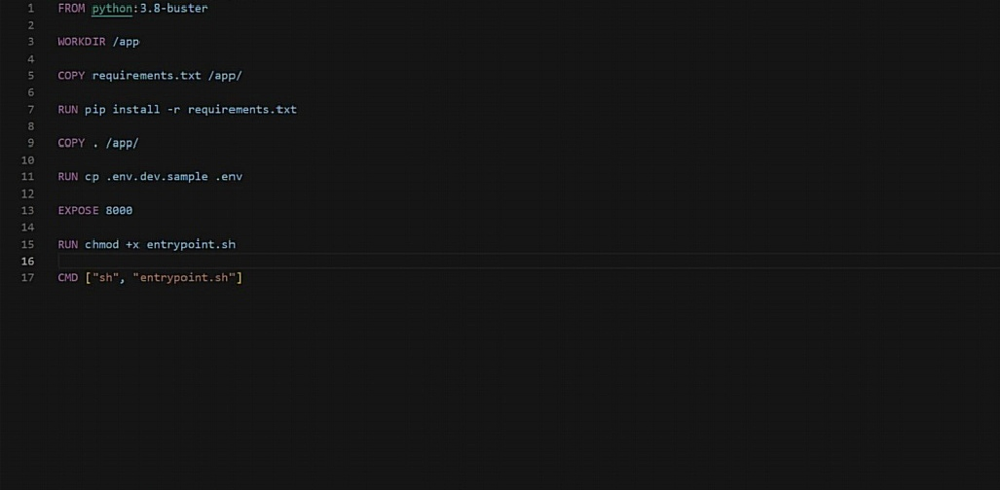 1 FROM python:3.8-buster
2
3 WORKDIR /app
4
5 COPY requirements.txt /app/
6
7 RUN pip install -r requirements.txt
8
9 COPY . /app/
10
11 RUN cp .env.dev.sample .env
12
13 EXPOSE 8000
14
15 RUN chmod +x entrypoint.sh
16
17 CMD ["sh", "entrypoint.sh"]